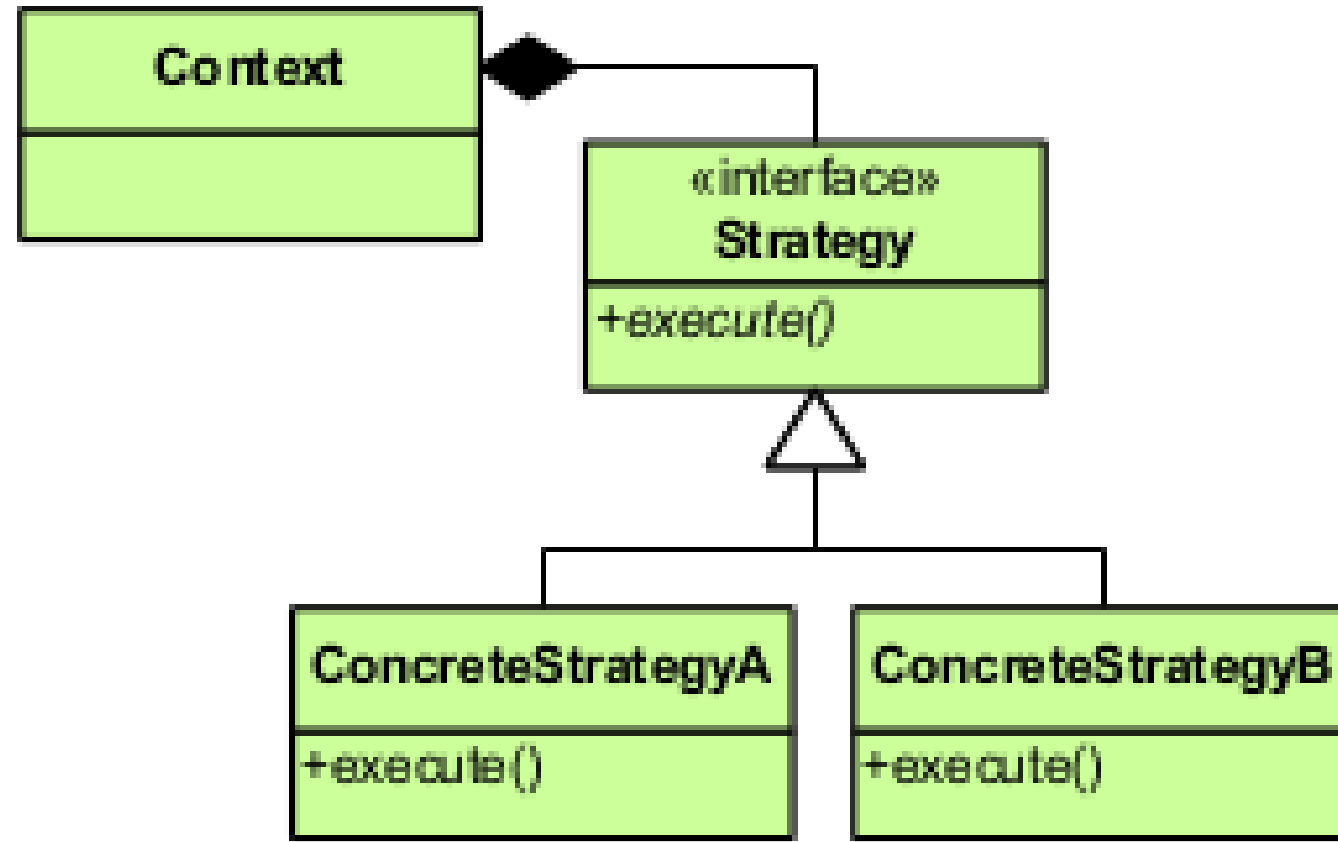 Context
«interface»
Strategy
+execute()
ConcreteStrategyA
+execute()
ConcreteStrategyB
+execute()